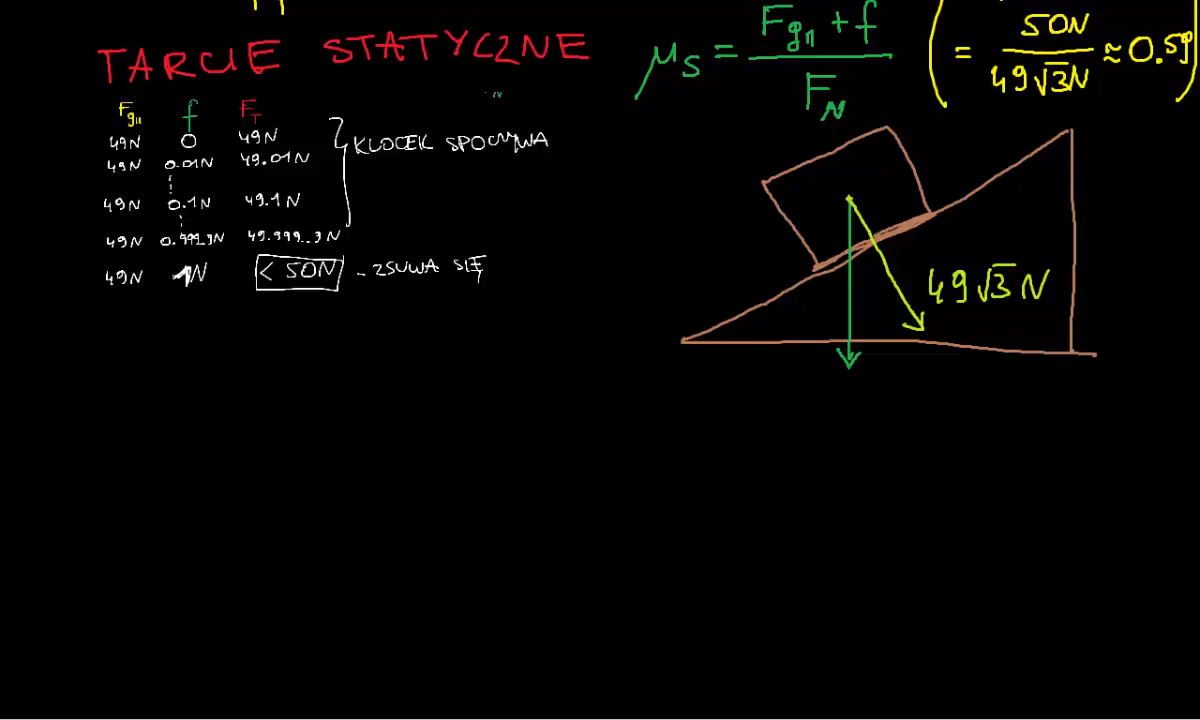 TARCIE STATYCZNE
Fg|| f FT
49N 0 49N
49N 0.01N 49.01N
49N 0.1N 49.1N
49N 0.999..9N 49.999..9N
49N 1N < 50N - ZSUWA SIĘ
KLOCEK SPOCZYWA
μs = (Fg|| + f) / FN
( = 50N / 49√3N ≈ 0.59 )
49√3 N